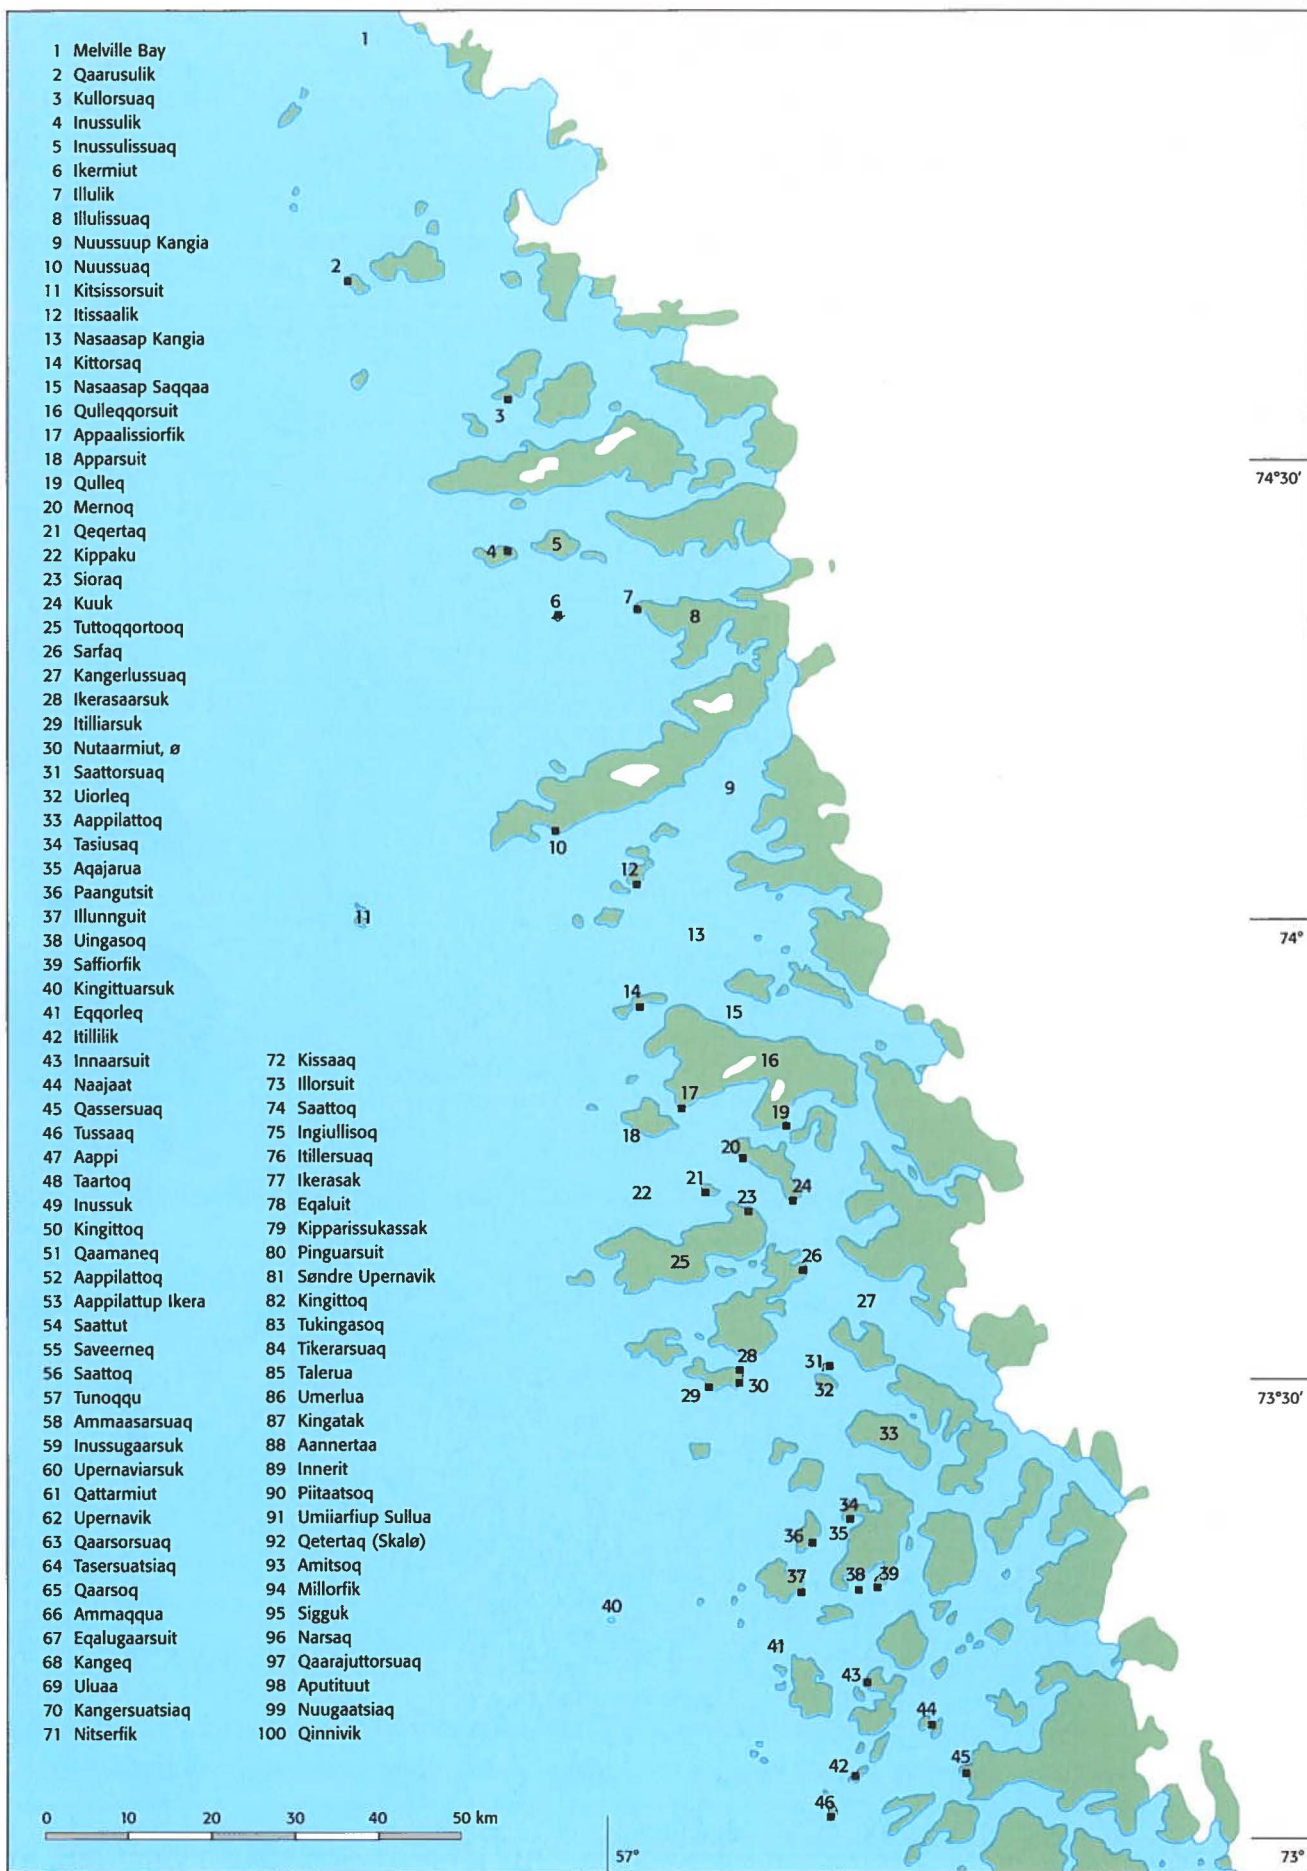 1 Melville Bay
2 Qaarusulik
3 Kullorsuaq
4 Inussulik
5 Inussulissuaq
6 Ikermiut
7 Illulik
8 Illulissuaq
9 Nuussuup Kangia
10 Nuussuaq
11 Kitsissorsuit
12 Itissaalik
13 Nasaasap Kangia
14 Kittorsaq
15 Nasaasap Saqqaa
16 Qulleqqorsuit
17 Appaalissiorfik
18 Apparsuit
19 Qulleq
20 Mernoq
21 Qeqertaq
22 Kippaku
23 Sioraq
24 Kuuk
25 Tuttoqqortooq
26 Sarfaq
27 Kangerlussuaq
28 Ikerasaarsuk
29 Itilliarsuk
30 Nutaarmiut, ø
31 Saattorsuaq
32 Uiorleq
33 Aappilattoq
34 Tasiusaq
35 Aqajarua
36 Paangutsit
37 Illunnguit
38 Uingasoq
39 Saffiorfik
40 Kingittuarsuk
41 Eqqorleq
42 Itillilik
43 Innaarsuit
44 Naajaat
45 Qassersuaq
46 Tussaaq
47 Aappi
48 Taartoq
49 Inussuk
50 Kingittoq
51 Qaamaneq
52 Aappilattoq
53 Aappilattup Ikera
54 Saattut
55 Saveerneq
56 Saattoq
57 Tunoqqu
58 Ammaasarsuaq
59 Inussugaarsuk
60 Upernaviarsuk
61 Qattarmiut
62 Upernavik
63 Qaarsorsuaq
64 Tasersuatsiaq
65 Qaarsoq
66 Ammaqqua
67 Eqalugaarsuit
68 Kangeq
69 Uluaa
70 Kangersuatsiaq
71 Nitserfik
72 Kissaaq
73 Illorsuit
74 Saattoq
75 Ingiullisoq
76 Itillersuaq
77 Ikerasak
78 Eqaluit
79 Kipparissukassak
80 Pinguarsuit
81 Søndre Upernavik
82 Kingittoq
83 Tukingasoq
84 Tikerarsuaq
85 Talerua
86 Umerlua
87 Kingatak
88 Aannertaa
89 Innerit
90 Piitaatsoq
91 Umiiarfiup Sullua
92 Qetertaq (Skalø)
93 Amitsoq
94 Millorfik
95 Sigguk
96 Narsaq
97 Qaarajuttorsuaq
98 Aputituut
99 Nuugaatsiaq
100 Qinnivik
0 10 20 30 40 50 km
1
2
3
74°30'
4 5
6 7 8
9
10
12
11
13
74°
14
15
16
17
18 19
20
21 22 23 24
25 26
27
28
31
29 30 32
73°30'
33
34
36 35
37 38 39
40
41
43
44
42 45
46
57°
73°